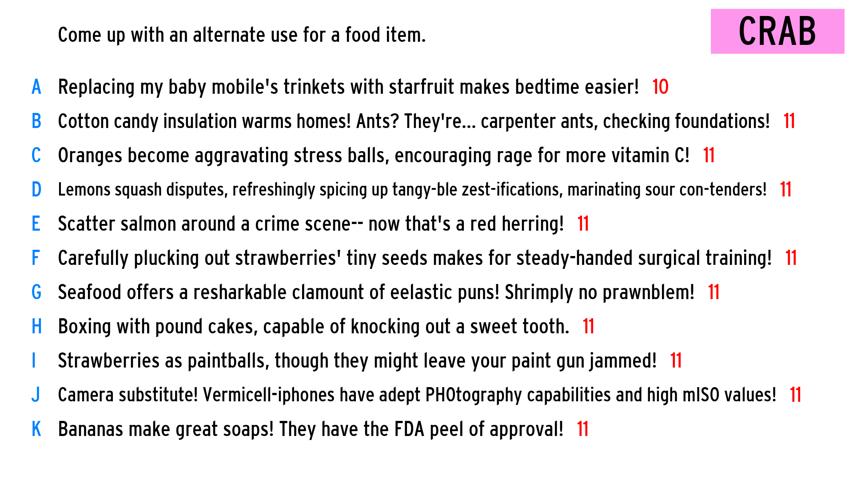 Come up with an alternate use for a food item.
CRAB
A Replacing my baby mobile's trinkets with starfruit makes bedtime easier! 10
B Cotton candy insulation warms homes! Ants? They're... carpenter ants, checking foundations! 11
C Oranges become aggravating stress balls, encouraging rage for more vitamin C! 11
D Lemons squash disputes, refreshingly spicing up tangy-ble zest-ifications, marinating sour con-tenders! 11
E Scatter salmon around a crime scene-- now that's a red herring! 11
F Carefully plucking out strawberries' tiny seeds makes for steady-handed surgical training! 11
G Seafood offers a resharkable clamount of eelastic puns! Shrimply no prawnblem! 11
H Boxing with pound cakes, capable of knocking out a sweet tooth. 11
I Strawberries as paintballs, though they might leave your paint gun jammed! 11
J Camera substitute! Vermicell-iphones have adept PHOtography capabilities and high mISO values! 11
K Bananas make great soaps! They have the FDA peel of approval! 11